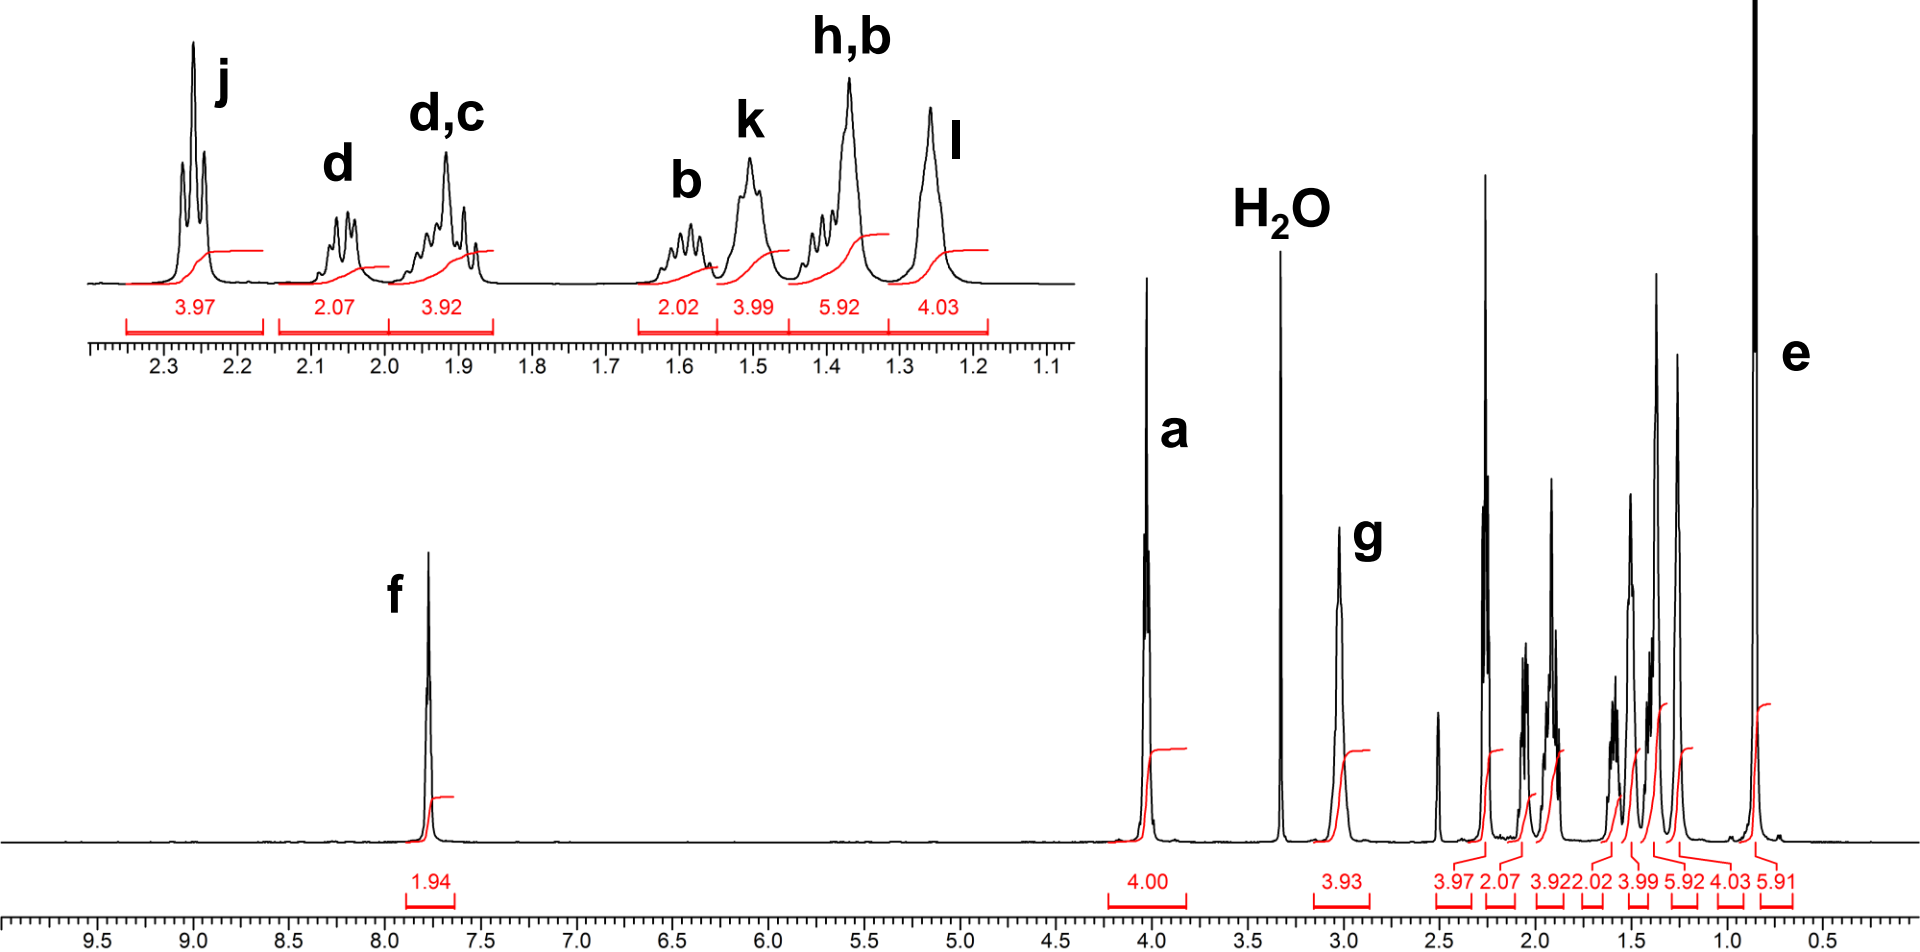 h,b
j
d,c
k
l
d
b
3.97 2.07 3.92 2.02 3.99 5.92 4.03
2.3 2.2 2.1 2.0 1.9 1.8 1.7 1.6 1.5 1.4 1.3 1.2 1.1
H₂O
e
a
g
f
1.94 4.00 3.93 3.97 2.07 3.92 2.02 3.99 5.92 4.03 5.91
9.5 9.0 8.5 8.0 7.5 7.0 6.5 6.0 5.5 5.0 4.5 4.0 3.5 3.0 2.5 2.0 1.5 1.0 0.5